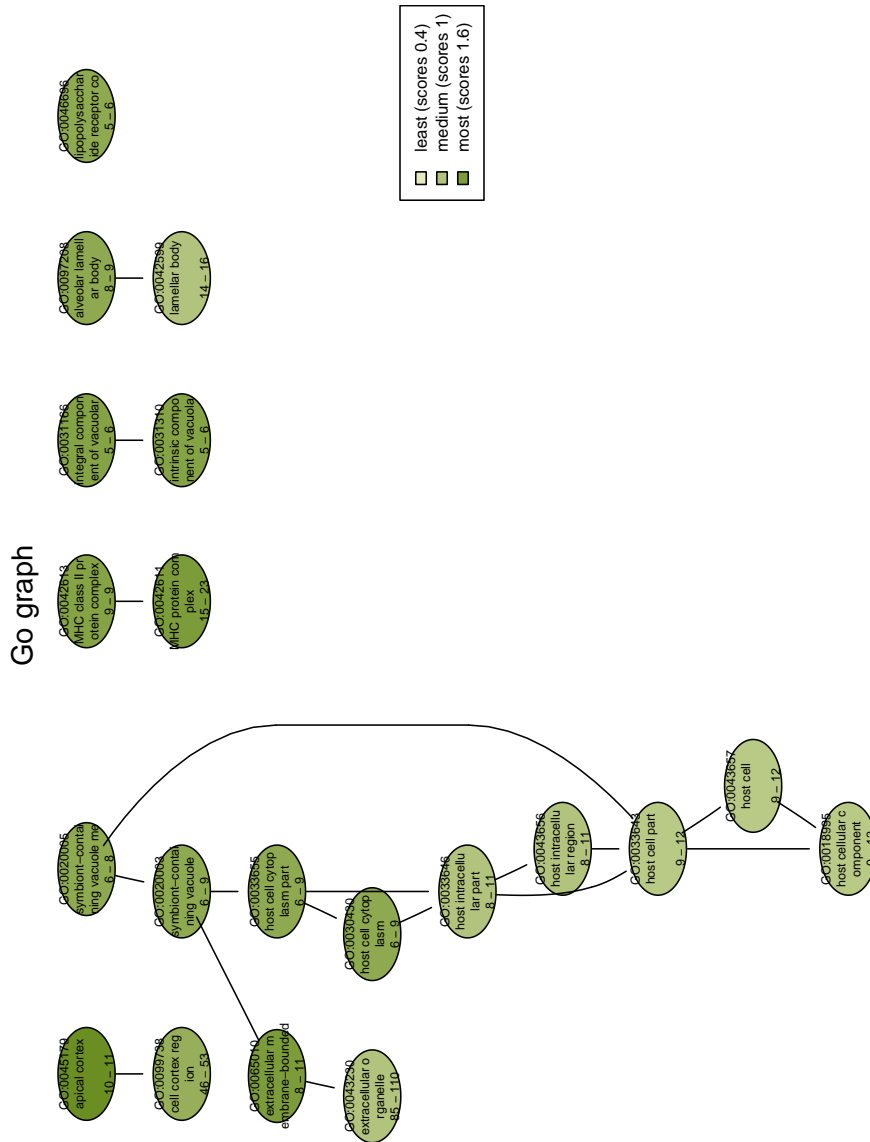 GO:0046696
lipopolysacchar
ide receptor co
5 – 6
least (scores 0.4)
medium (scores 1)
most (scores 1.6)
GO:0097208
alveolar lamell
ar body
8 – 9
GO:0042599
lamellar body
14 – 16
GO:0031166
integral compon
ent of vacuolar
5 – 6
GO:0031310
intrinsic compo
nent of vacuola
5 – 6
Go graph
GO:0042613
MHC class II pr
otein complex
9 – 9
GO:0042611
MHC protein com
plex
15 – 23
GO:0020005
symbiont–contai
ning vacuole me
6 – 8
GO:0020003
symbiont–contai
ning vacuole
6 – 9
GO:0033655
host cell cytop
lasm part
6 – 9
GO:0030430
host cell cytop
lasm
6 – 9
GO:0033646
host intracellu
lar part
8 – 11
GO:0043656
host intracellu
lar region
8 – 11
GO:0033643
host cell part
9 – 12
GO:0043657
host cell
9 – 12
GO:0018995
host cellular c
omponent
9 – 12
GO:0045179
apical cortex
10 – 11
GO:0099738
cell cortex reg
ion
46 – 53
GO:0065010
extracellular m
embrane–bounded
8 – 11
GO:0043230
extracellular o
rganelle
85 – 110